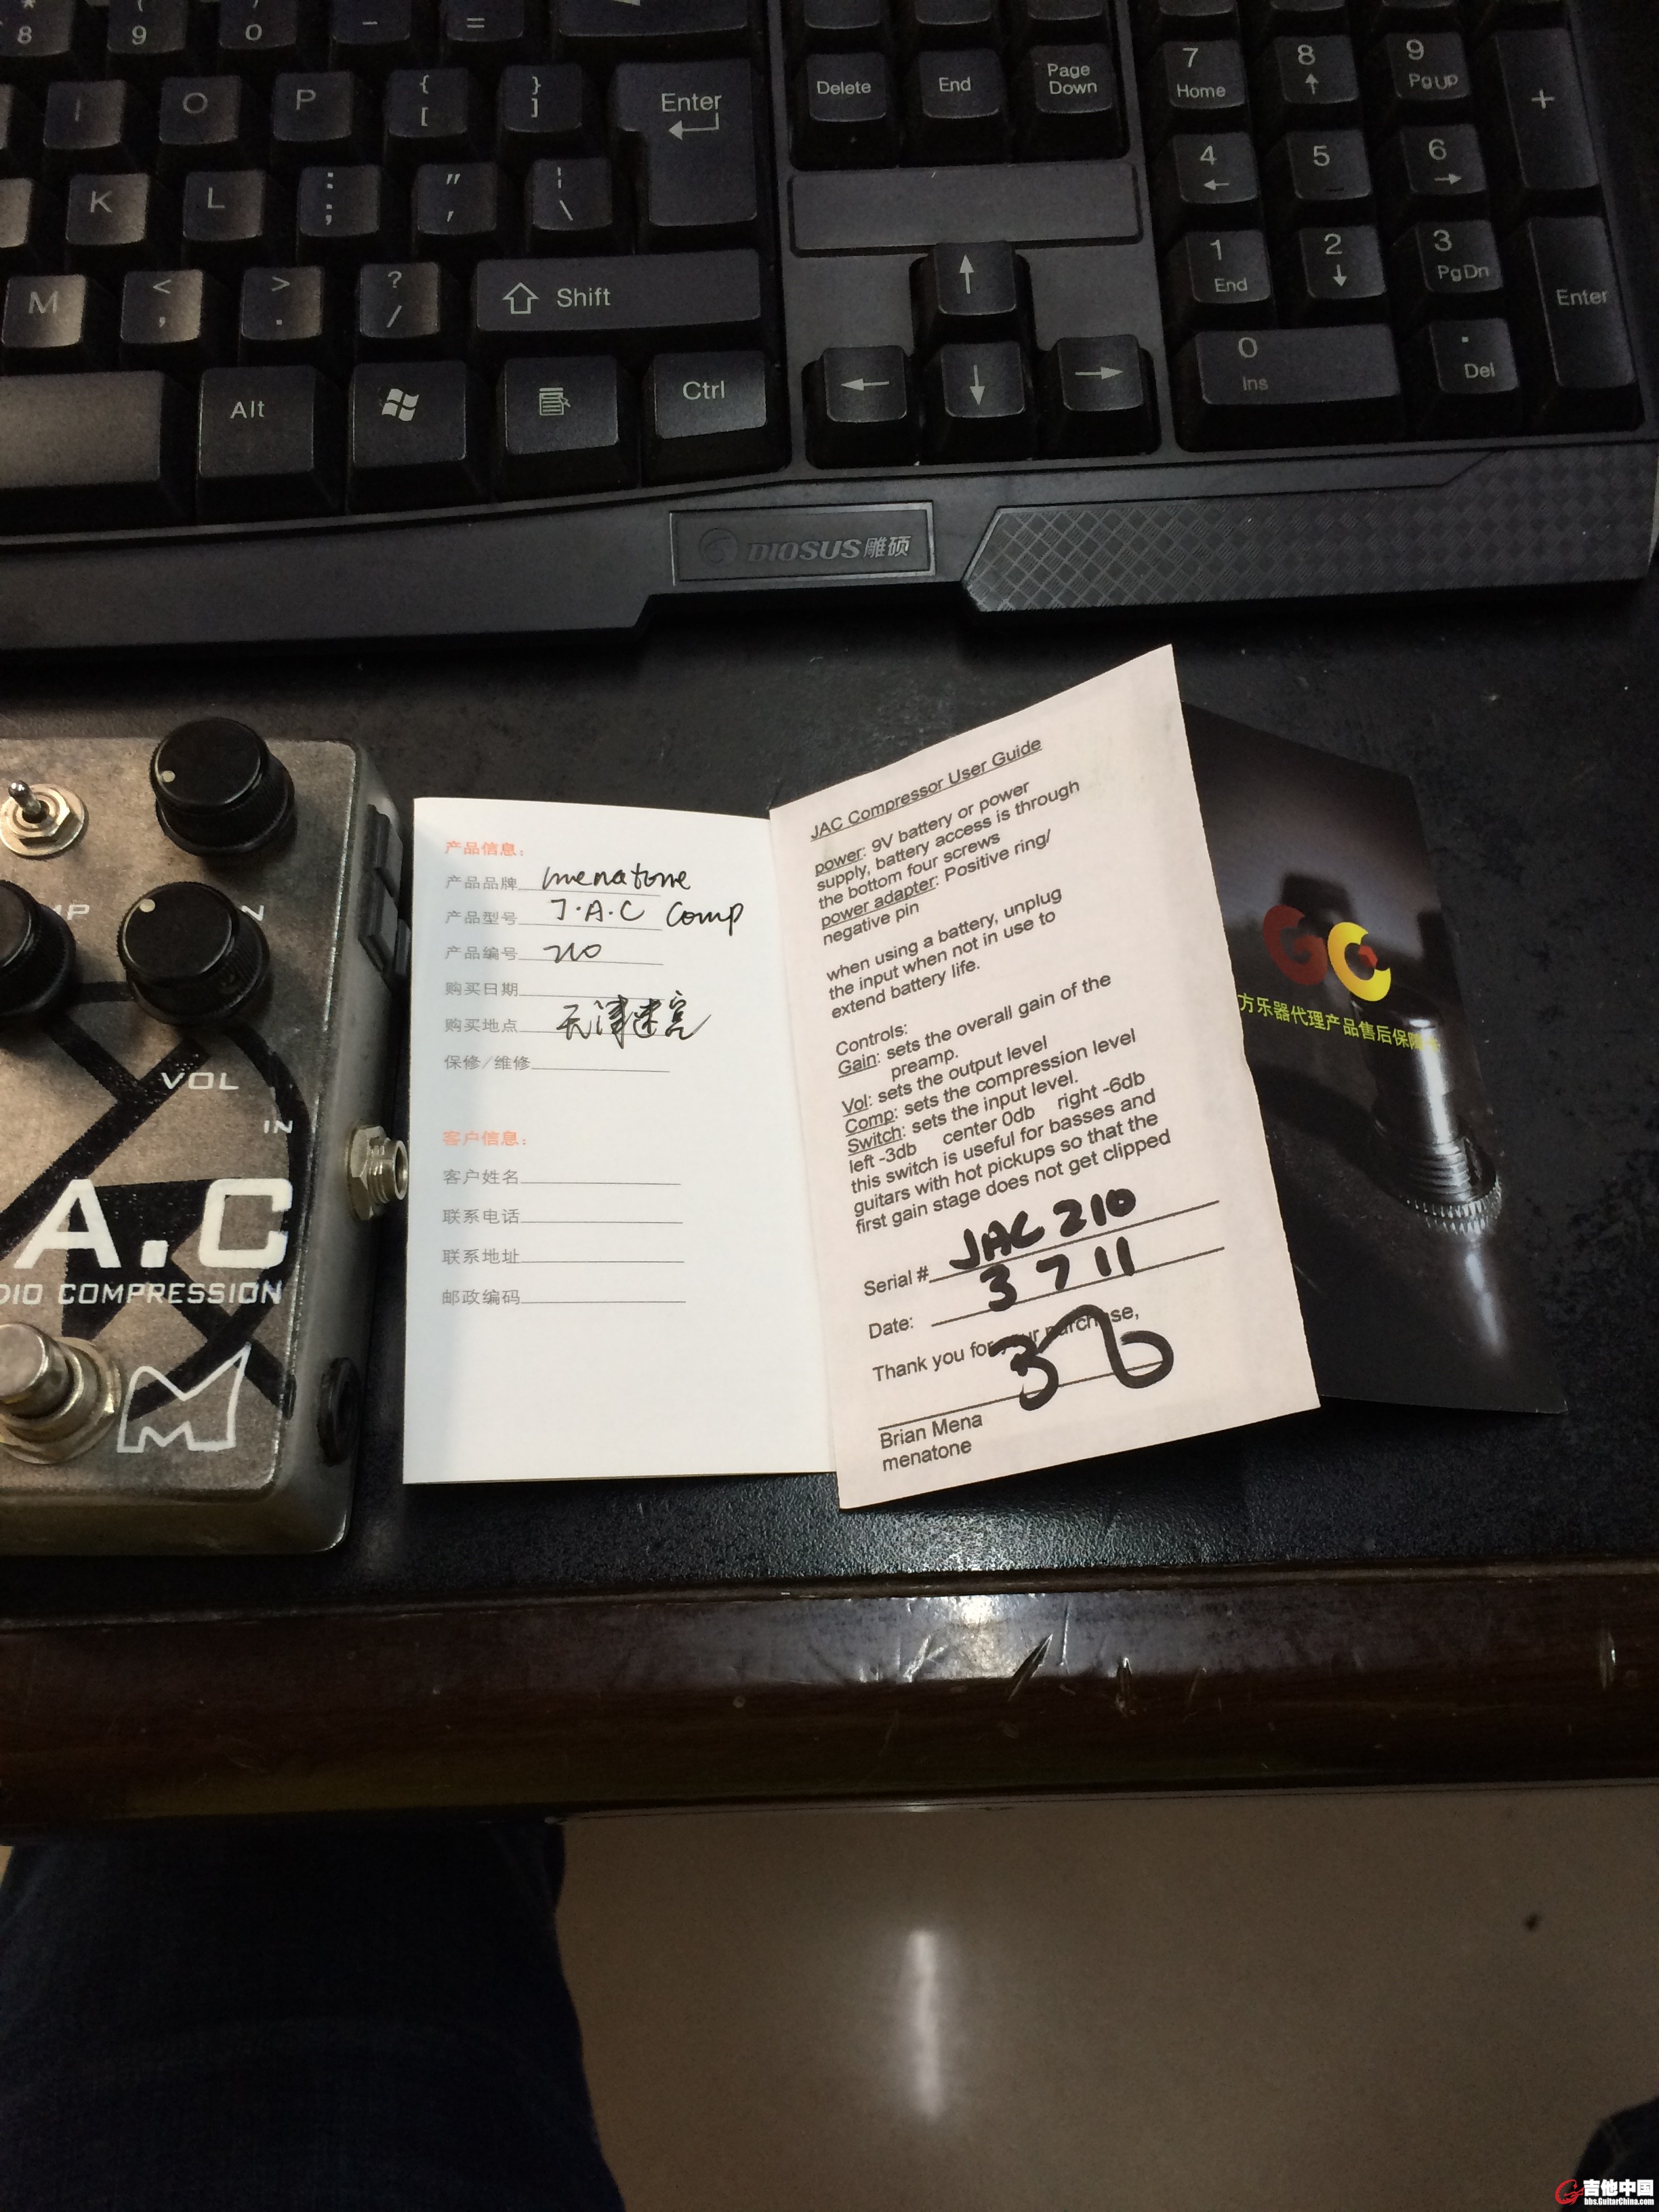 * ( )
8 9 0 - =
I O P { [ } ] Enter
K L : ; " ' ¦ \
M < , > . ? / Shift
Alt Ctrl
Delete End Page Down
7 Home 8 9 PgUp +
4 5 6
1 End 2 3 PgDn Enter
0 Ins . Del
DIOSUS 雕硕
MP
N
VOL
IN
A.C
DIO COMPRESSION
产品信息:
产品品牌 menatone
产品型号 J.A.C Comp
产品编号 210
购买日期
购买地点 天津迷宫
保修/维修
客户信息:
客户姓名
联系电话
联系地址
邮政编码
JAC Compressor User Guide
power: 9V battery or power
supply, battery access is through
the bottom four screws
power adapter: Positive ring/
negative pin
when using a battery, unplug
the input when not in use to
extend battery life.
Controls:
Gain: sets the overall gain of the
preamp.
Vol: sets the output level
Comp: sets the compression level
Switch: sets the input level.
left -3db center 0db right -6db
this switch is useful for basses and
guitars with hot pickups so that the
first gain stage does not get clipped
Serial # JAC 210
Date: 3 7 11
Thank you for your purchase,
Brian Mena
menatone
GC
方乐器代理产品售后保障卡
吉他中国
bbs.GuitarChina.com